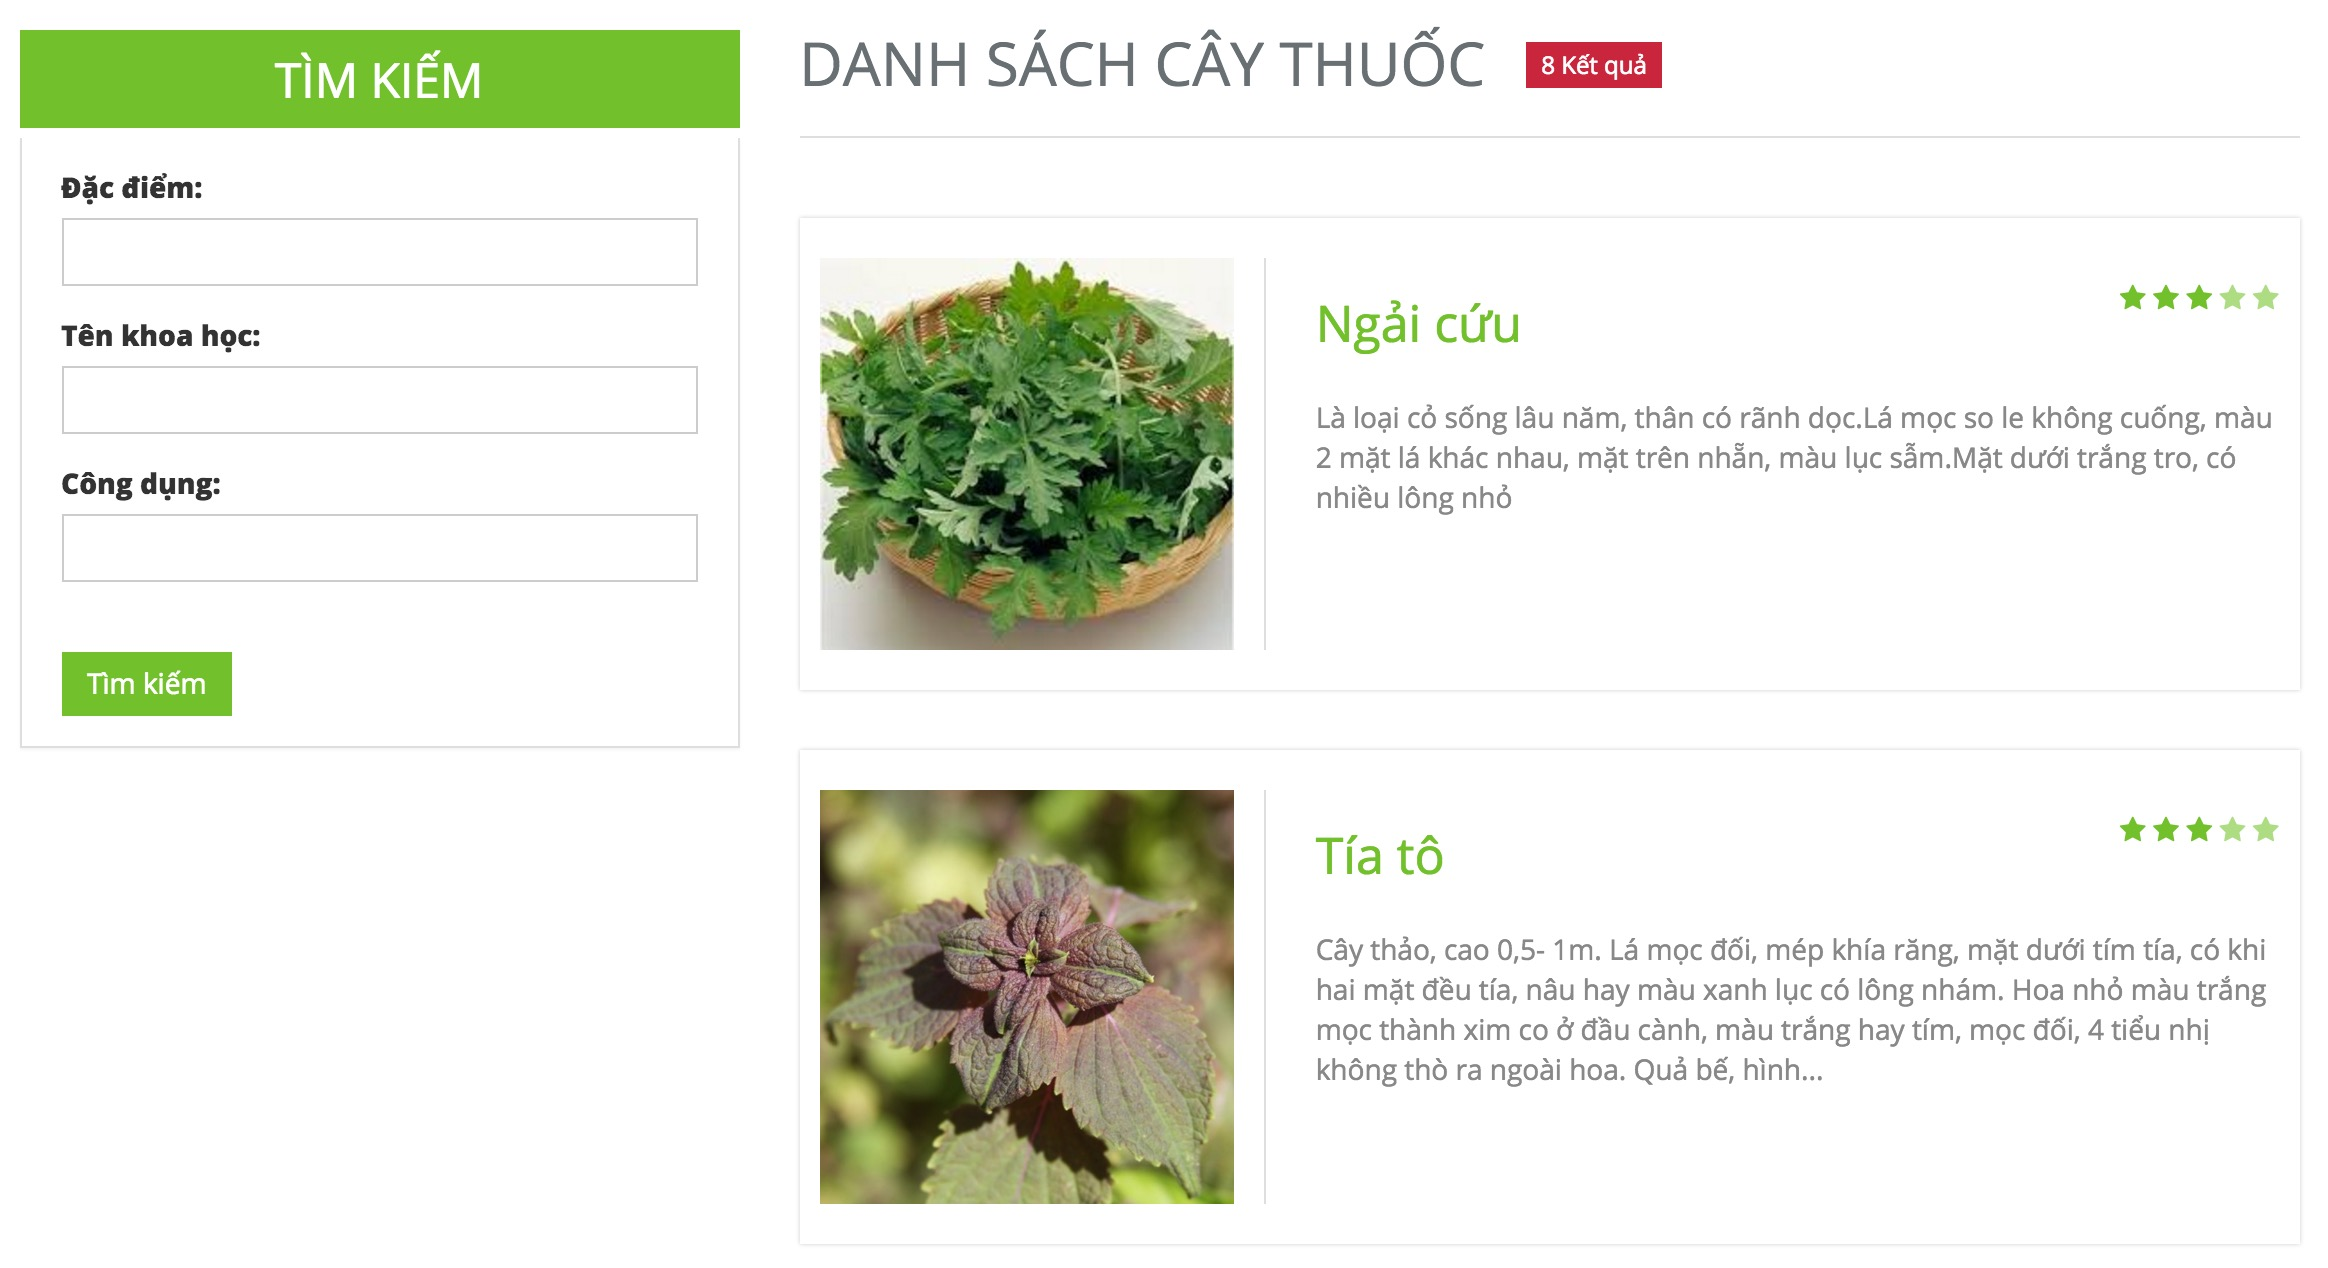 TÌM KIẾM
Đặc điểm:
Tên khoa học:
Công dụng:
Tìm kiếm
DANH SÁCH CÂY THUỐC
8 Kết quả
Ngải cứu
Là loại cỏ sống lâu năm, thân có rãnh dọc.Lá mọc so le không cuống, màu
2 mặt lá khác nhau, mặt trên nhẵn, màu lục sẫm.Mặt dưới trắng tro, có
nhiều lông nhỏ
Tía tô
Cây thảo, cao 0,5- 1m. Lá mọc đối, mép khía răng, mặt dưới tím tía, có khi
hai mặt đều tía, nâu hay màu xanh lục có lông nhám. Hoa nhỏ màu trắng
mọc thành xim co ở đầu cành, màu trắng hay tím, mọc đối, 4 tiểu nhị
không thò ra ngoài hoa. Quả bế, hình...